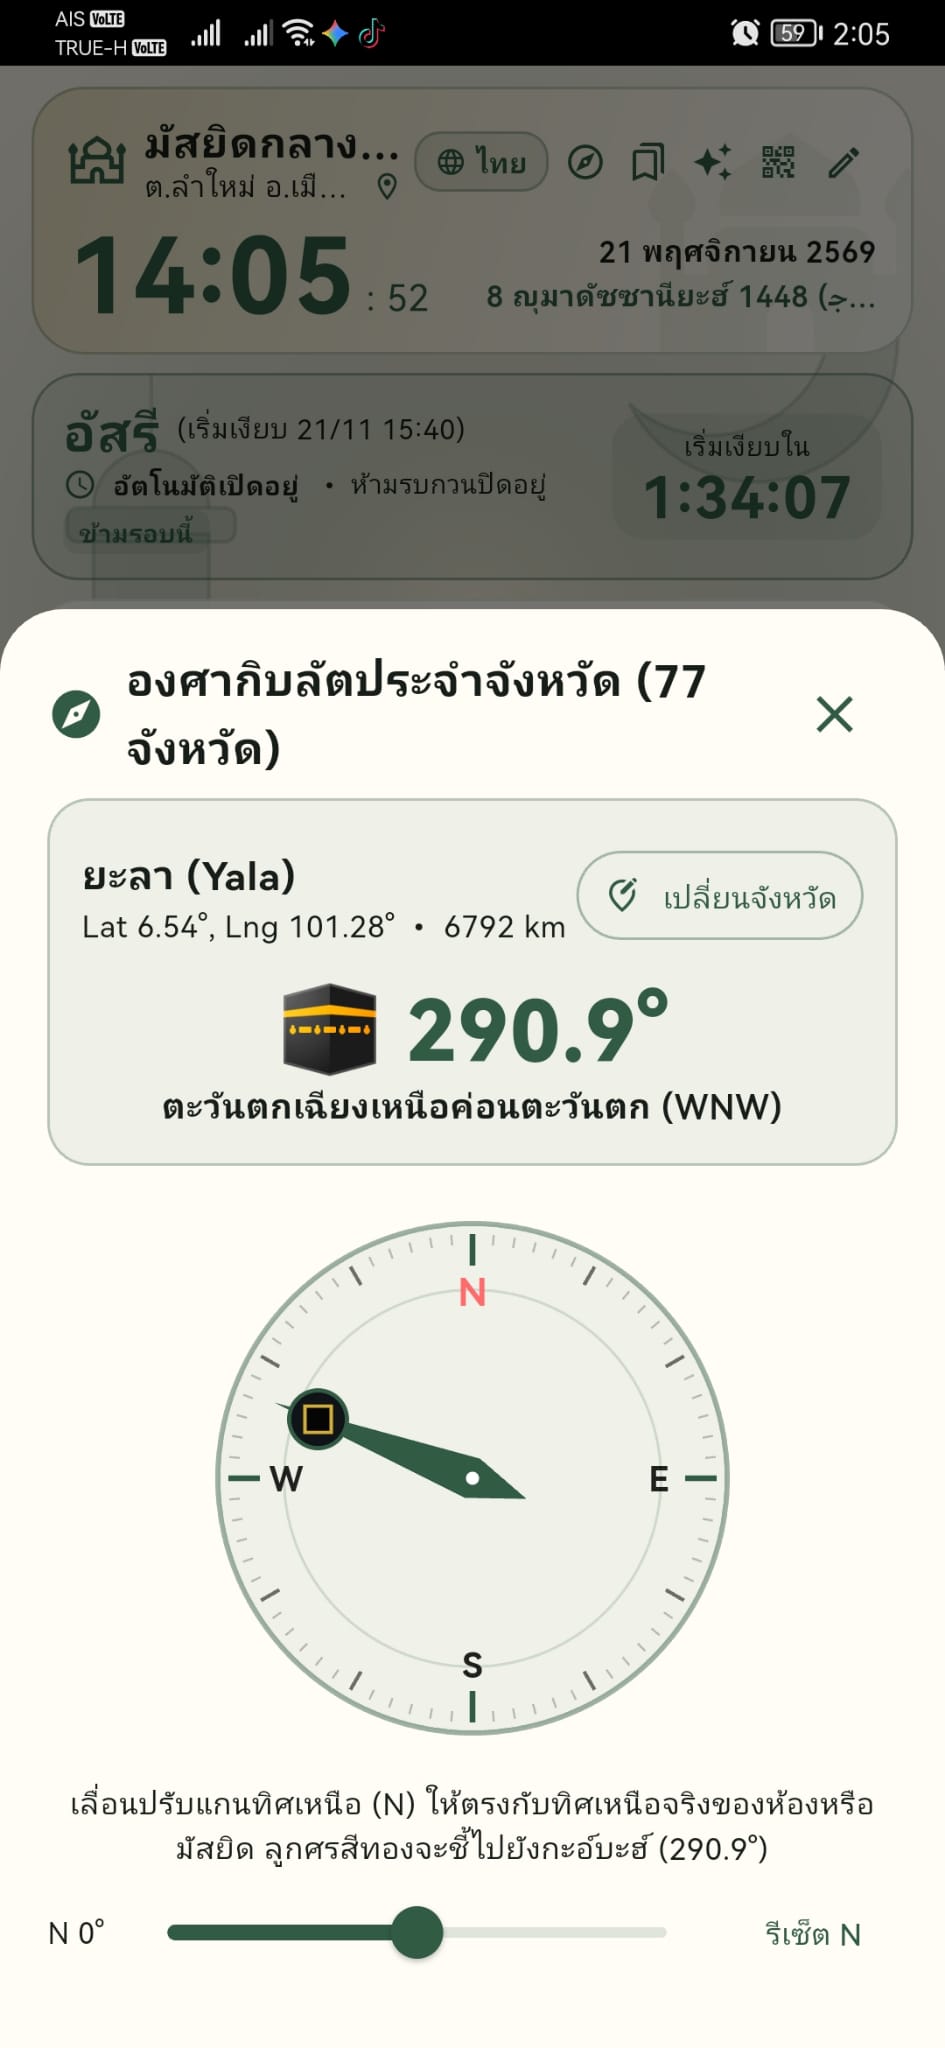 AIS VoLTE
TRUE-H VoLTE
59 2:05
มัสยิดกลาง...
ไทย
ต.ลำใหม่ อ.เมื...
14:05 : 52
21 พฤศจิกายน 2569
8 ญุมาดัซซานียะฮ์ 1448 (جـ...
อัสรี (เริ่มเงียบ 21/11 15:40)
อัตโนมัติเปิดอยู่ • ห้ามรบกวนปิดอยู่
ข้ามรอบนี้
เริ่มเงียบใน
1:34:07
องศากิบลัตประจำจังหวัด (77
จังหวัด)
ยะลา (Yala)
Lat 6.54°, Lng 101.28° • 6792 km
เปลี่ยนจังหวัด
290.9°
ตะวันตกเฉียงเหนือค่อนตะวันตก (WNW)
N
W
E
S
เลื่อนปรับแกนทิศเหนือ (N) ให้ตรงกับทิศเหนือจริงของห้องหรือ
มัสยิด ลูกศรสีทองจะชี้ไปยังกะอ์บะฮ์ (290.9°)
N 0°
รีเซ็ต N